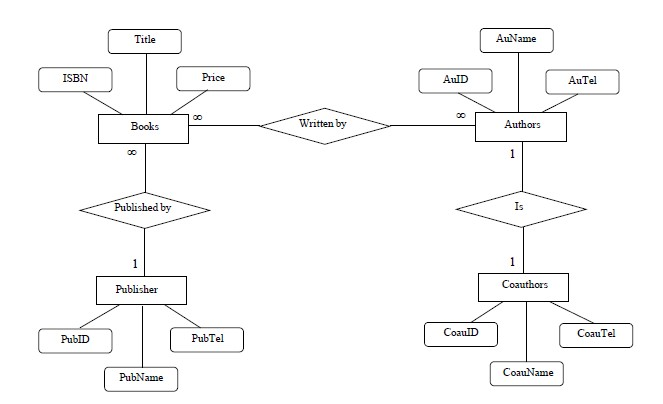 Title
AuName
ISBN
Price
AuID
AuTel
Books
∞
Written by
∞
Authors
∞
1
Published by
Is
1
1
Publisher
Coauthors
PubID
PubTel
CoauID
CoauTel
PubName
CoauName